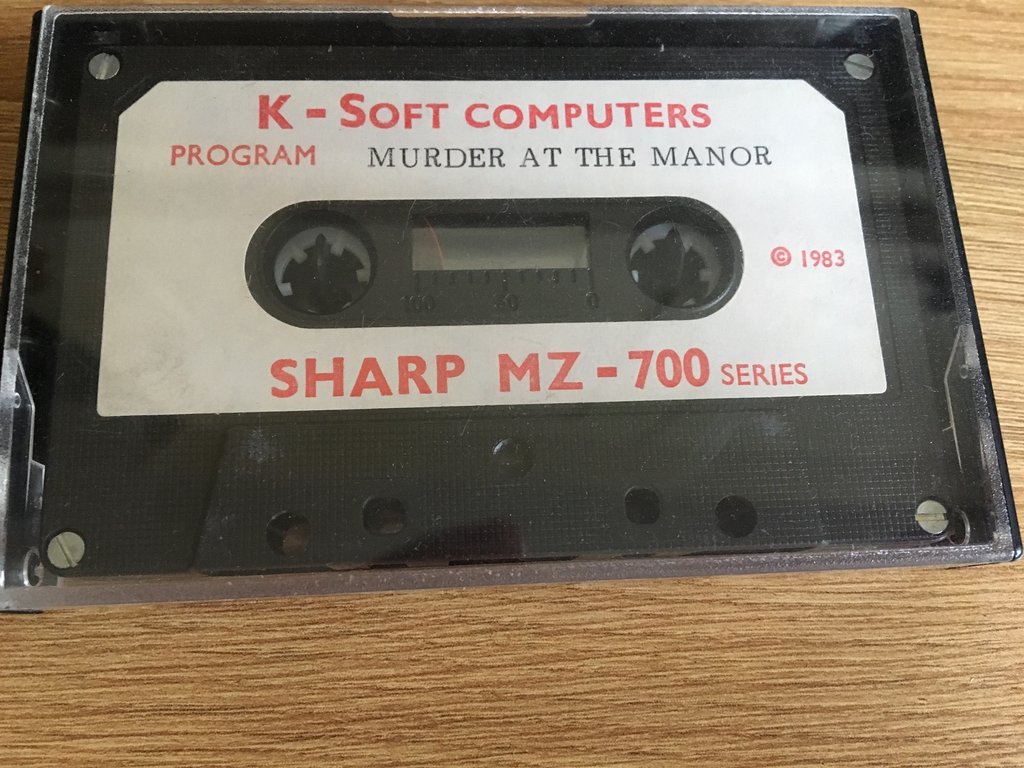 K - SOFT COMPUTERS
PROGRAM MURDER AT THE MANOR
© 1983
100 50 0
SHARP MZ - 700 SERIES